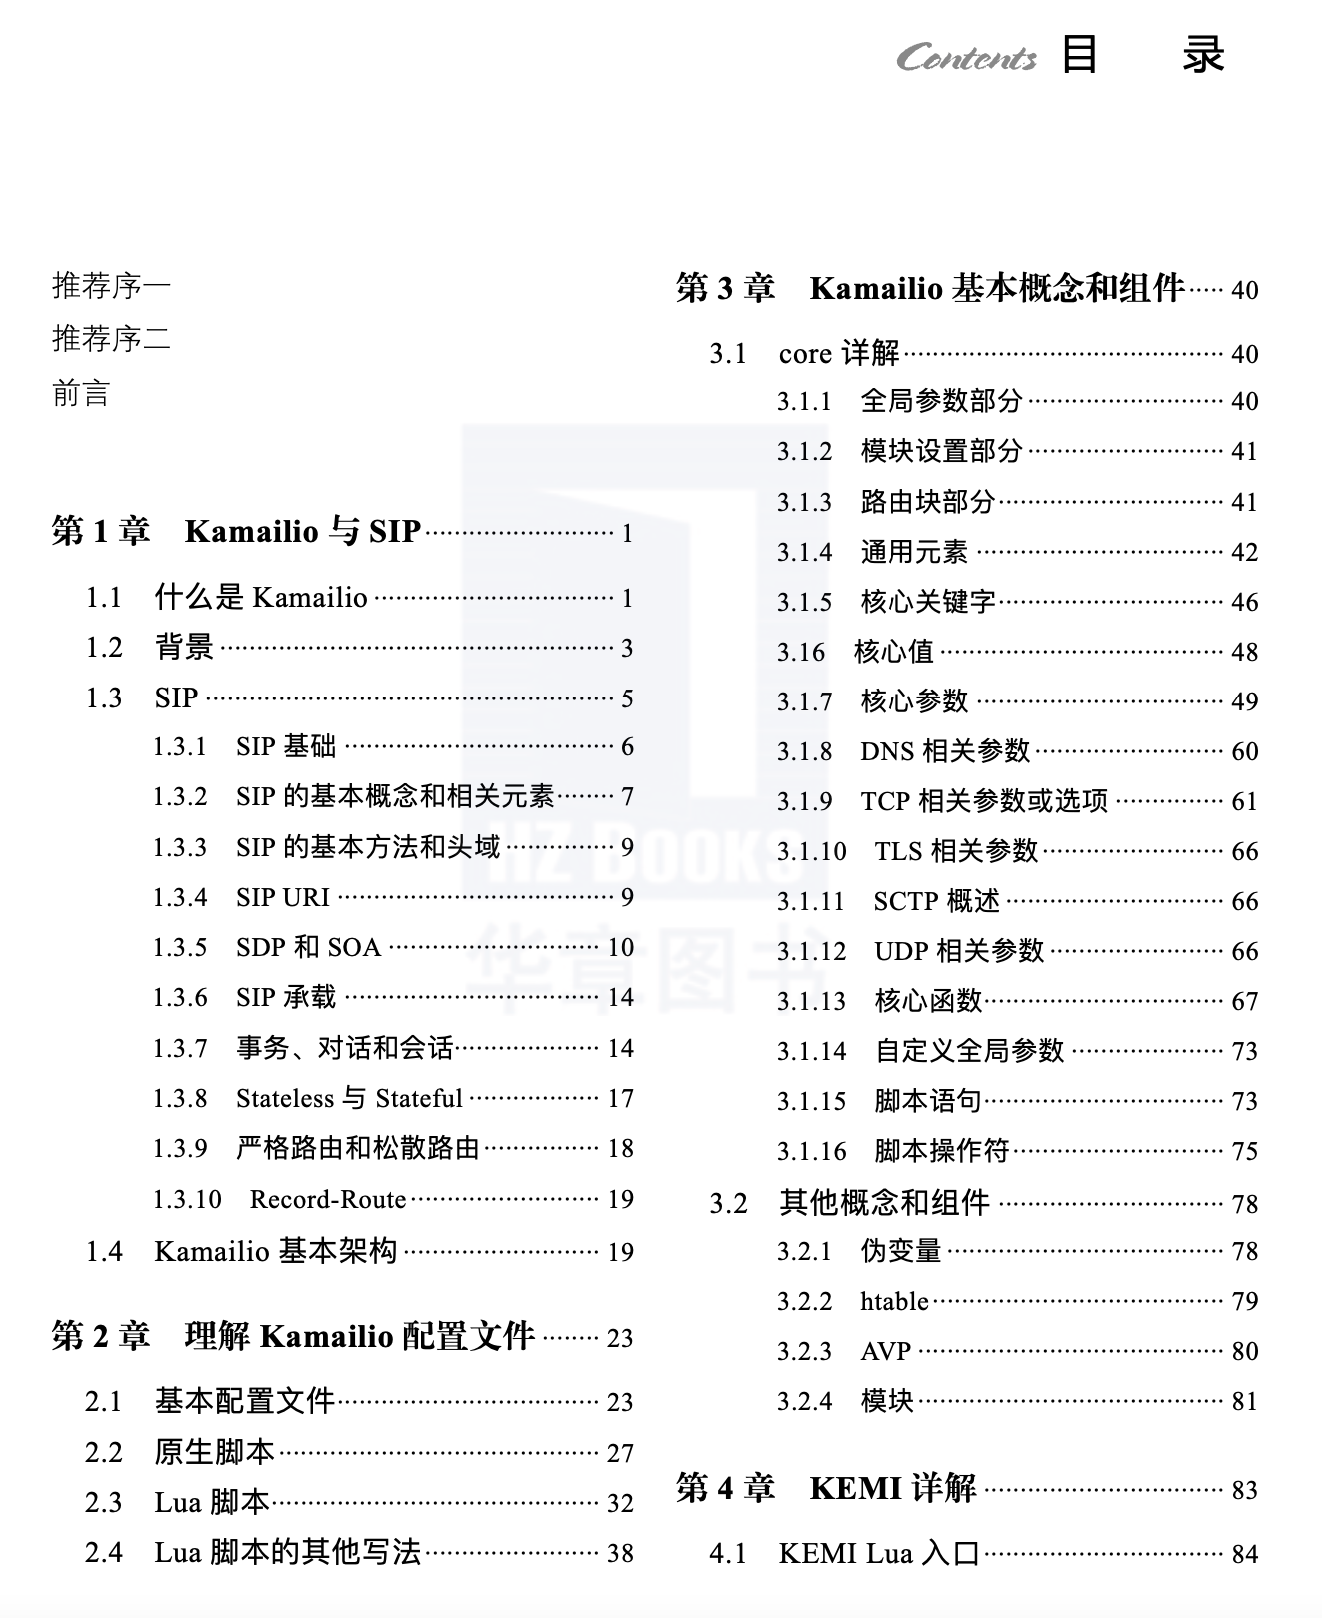 Contents 目 录
推荐序一
推荐序二
前言
第 1 章 Kamailio 与 SIP 1
1.1 什么是 Kamailio 1
1.2 背景 3
1.3 SIP 5
1.3.1 SIP 基础 6
1.3.2 SIP 的基本概念和相关元素 7
1.3.3 SIP 的基本方法和头域 9
1.3.4 SIP URI 9
1.3.5 SDP 和 SOA 10
1.3.6 SIP 承载 14
1.3.7 事务、对话和会话 14
1.3.8 Stateless 与 Stateful 17
1.3.9 严格路由和松散路由 18
1.3.10 Record-Route 19
1.4 Kamailio 基本架构 19
第 2 章 理解 Kamailio 配置文件 23
2.1 基本配置文件 23
2.2 原生脚本 27
2.3 Lua 脚本 32
2.4 Lua 脚本的其他写法 38
第 3 章 Kamailio 基本概念和组件 40
3.1 core 详解 40
3.1.1 全局参数部分 40
3.1.2 模块设置部分 41
3.1.3 路由块部分 41
3.1.4 通用元素 42
3.1.5 核心关键字 46
3.16 核心值 48
3.1.7 核心参数 49
3.1.8 DNS 相关参数 60
3.1.9 TCP 相关参数或选项 61
3.1.10 TLS 相关参数 66
3.1.11 SCTP 概述 66
3.1.12 UDP 相关参数 66
3.1.13 核心函数 67
3.1.14 自定义全局参数 73
3.1.15 脚本语句 73
3.1.16 脚本操作符 75
3.2 其他概念和组件 78
3.2.1 伪变量 78
3.2.2 htable 79
3.2.3 AVP 80
3.2.4 模块 81
第 4 章 KEMI 详解 83
4.1 KEMI Lua 入口 84
HZ BOOKS
华章图书